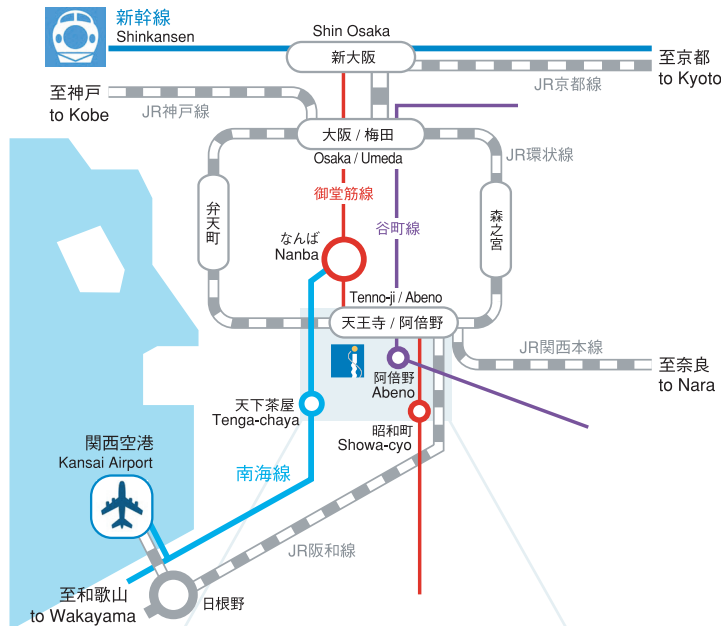 新幹線
Shinkansen
Shin Osaka
新大阪
至京都
to Kyoto
JR京都線
至神戸
to Kobe
JR神戸線
大阪 / 梅田
Osaka / Umeda
JR環状線
弁天町
御堂筋線
谷町線
森之宮
なんば
Nanba
Tenno-ji / Abeno
天王寺 / 阿倍野
JR関西本線
至奈良
to Nara
i
阿倍野
Abeno
天下茶屋
Tenga-chaya
昭和町
Showa-cyo
関西空港
Kansai Airport
南海線
JR阪和線
至和歌山
to Wakayama
日根野